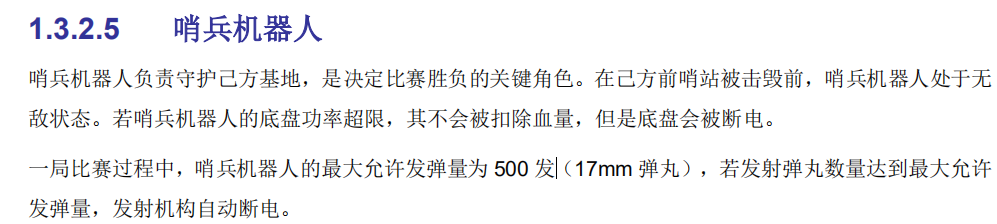 1.3.2.5 哨兵机器人
哨兵机器人负责守护己方基地，是决定比赛胜负的关键角色。在己方前哨站被击毁前，哨兵机器人处于无
敌状态。若哨兵机器人的底盘功率超限，其不会被扣除血量，但是底盘会被断电。
一局比赛过程中，哨兵机器人的最大允许发弹量为 500 发（17mm 弹丸），若发射弹丸数量达到最大允许
发弹量，发射机构自动断电。